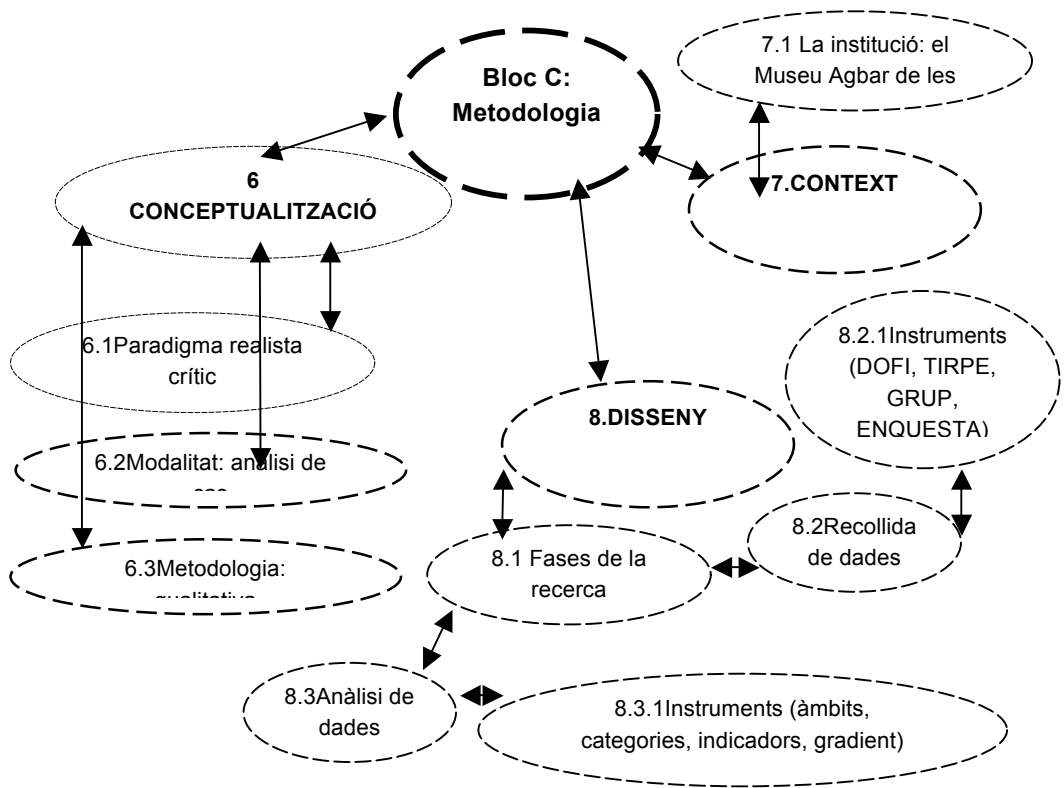 Bloc C:
Metodologia
7.1 La institució: el
Museu Agbar de les
6
CONCEPTUALITZACIÓ
7.CONTEXT
6.1Paradigma realista
crític
8.2.1Instruments
(DOFI, TIRPE,
GRUP,
ENQUESTA)
8.DISSENY
6.2Modalitat: anàlisi de
8.2Recollida
de dades
8.1 Fases de la
recerca
6.3Metodologia:
8.3Anàlisi de
dades
8.3.1Instruments (àmbits,
categories, indicadors, gradient)